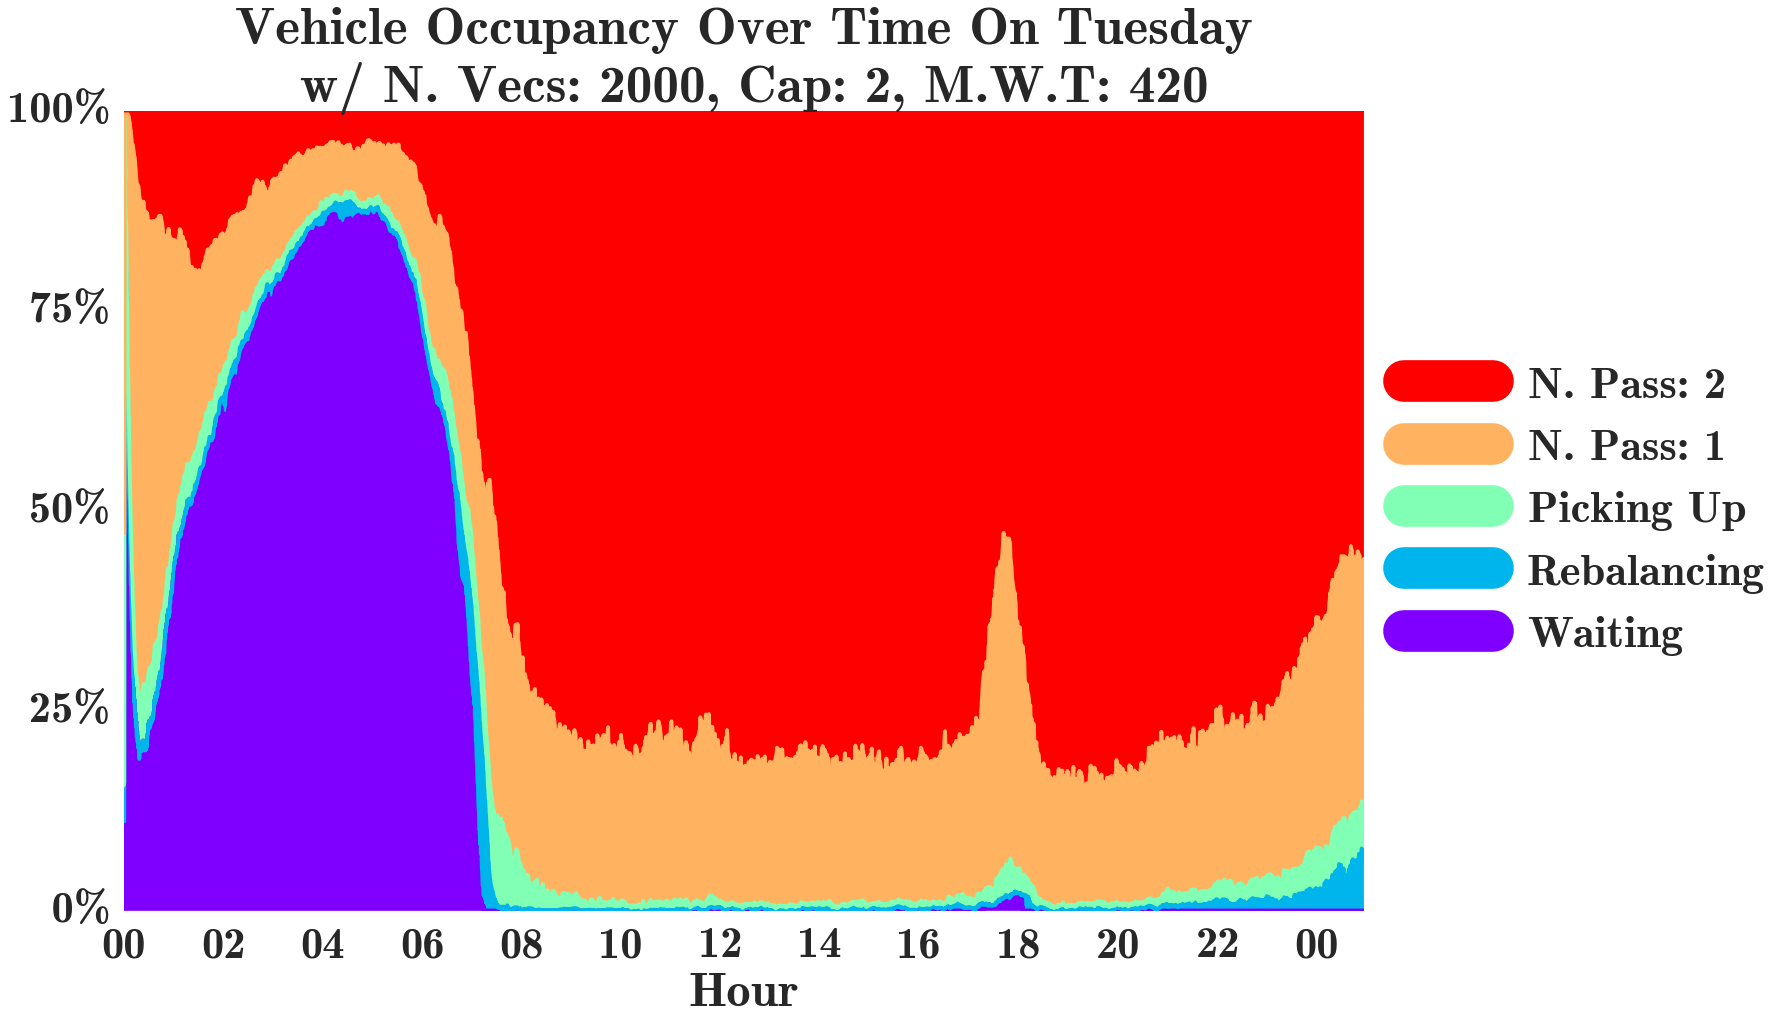 Vehicle Occupancy Over Time On Tuesday
w/ N. Vecs: 2000, Cap: 2, M.W.T: 420
100%
75%
50%
25%
0%
00 02 04 06 08 10 12 14 16 18 20 22 00
Hour
N. Pass: 2
N. Pass: 1
Picking Up
Rebalancing
Waiting